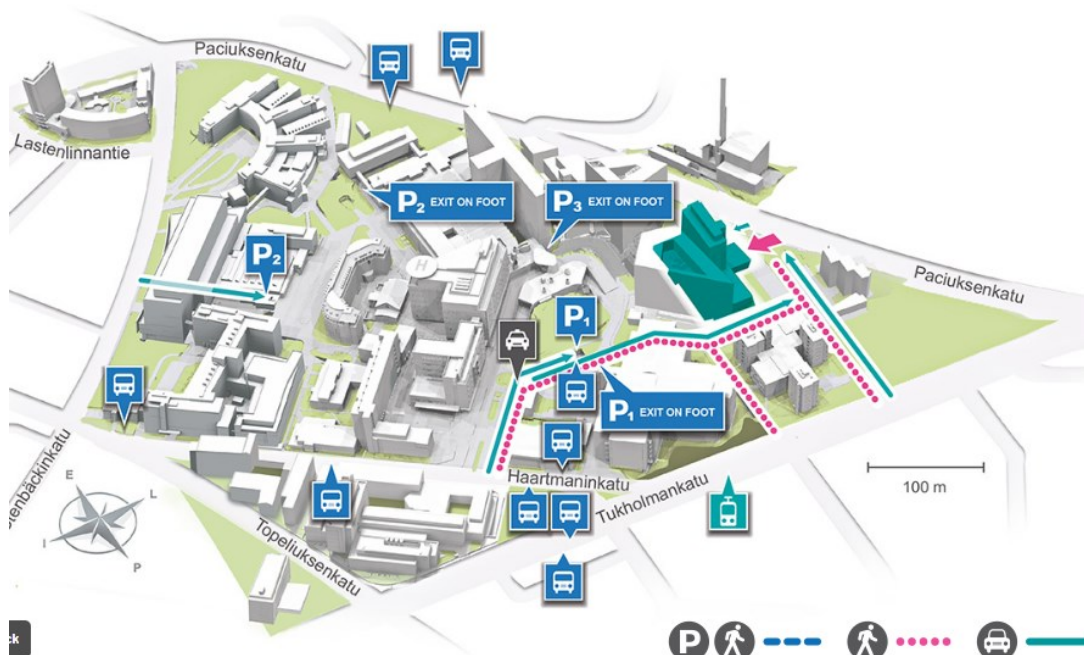 Paciuksenkatu
Lastenlinnantie
P2 EXIT ON FOOT
P3 EXIT ON FOOT
H
P2
Paciuksenkatu
P1
P1 EXIT ON FOOT
Haartmaninkatu
Tukholmankatu
100 m
Topeliuksenkatu
E
L
I
P
P